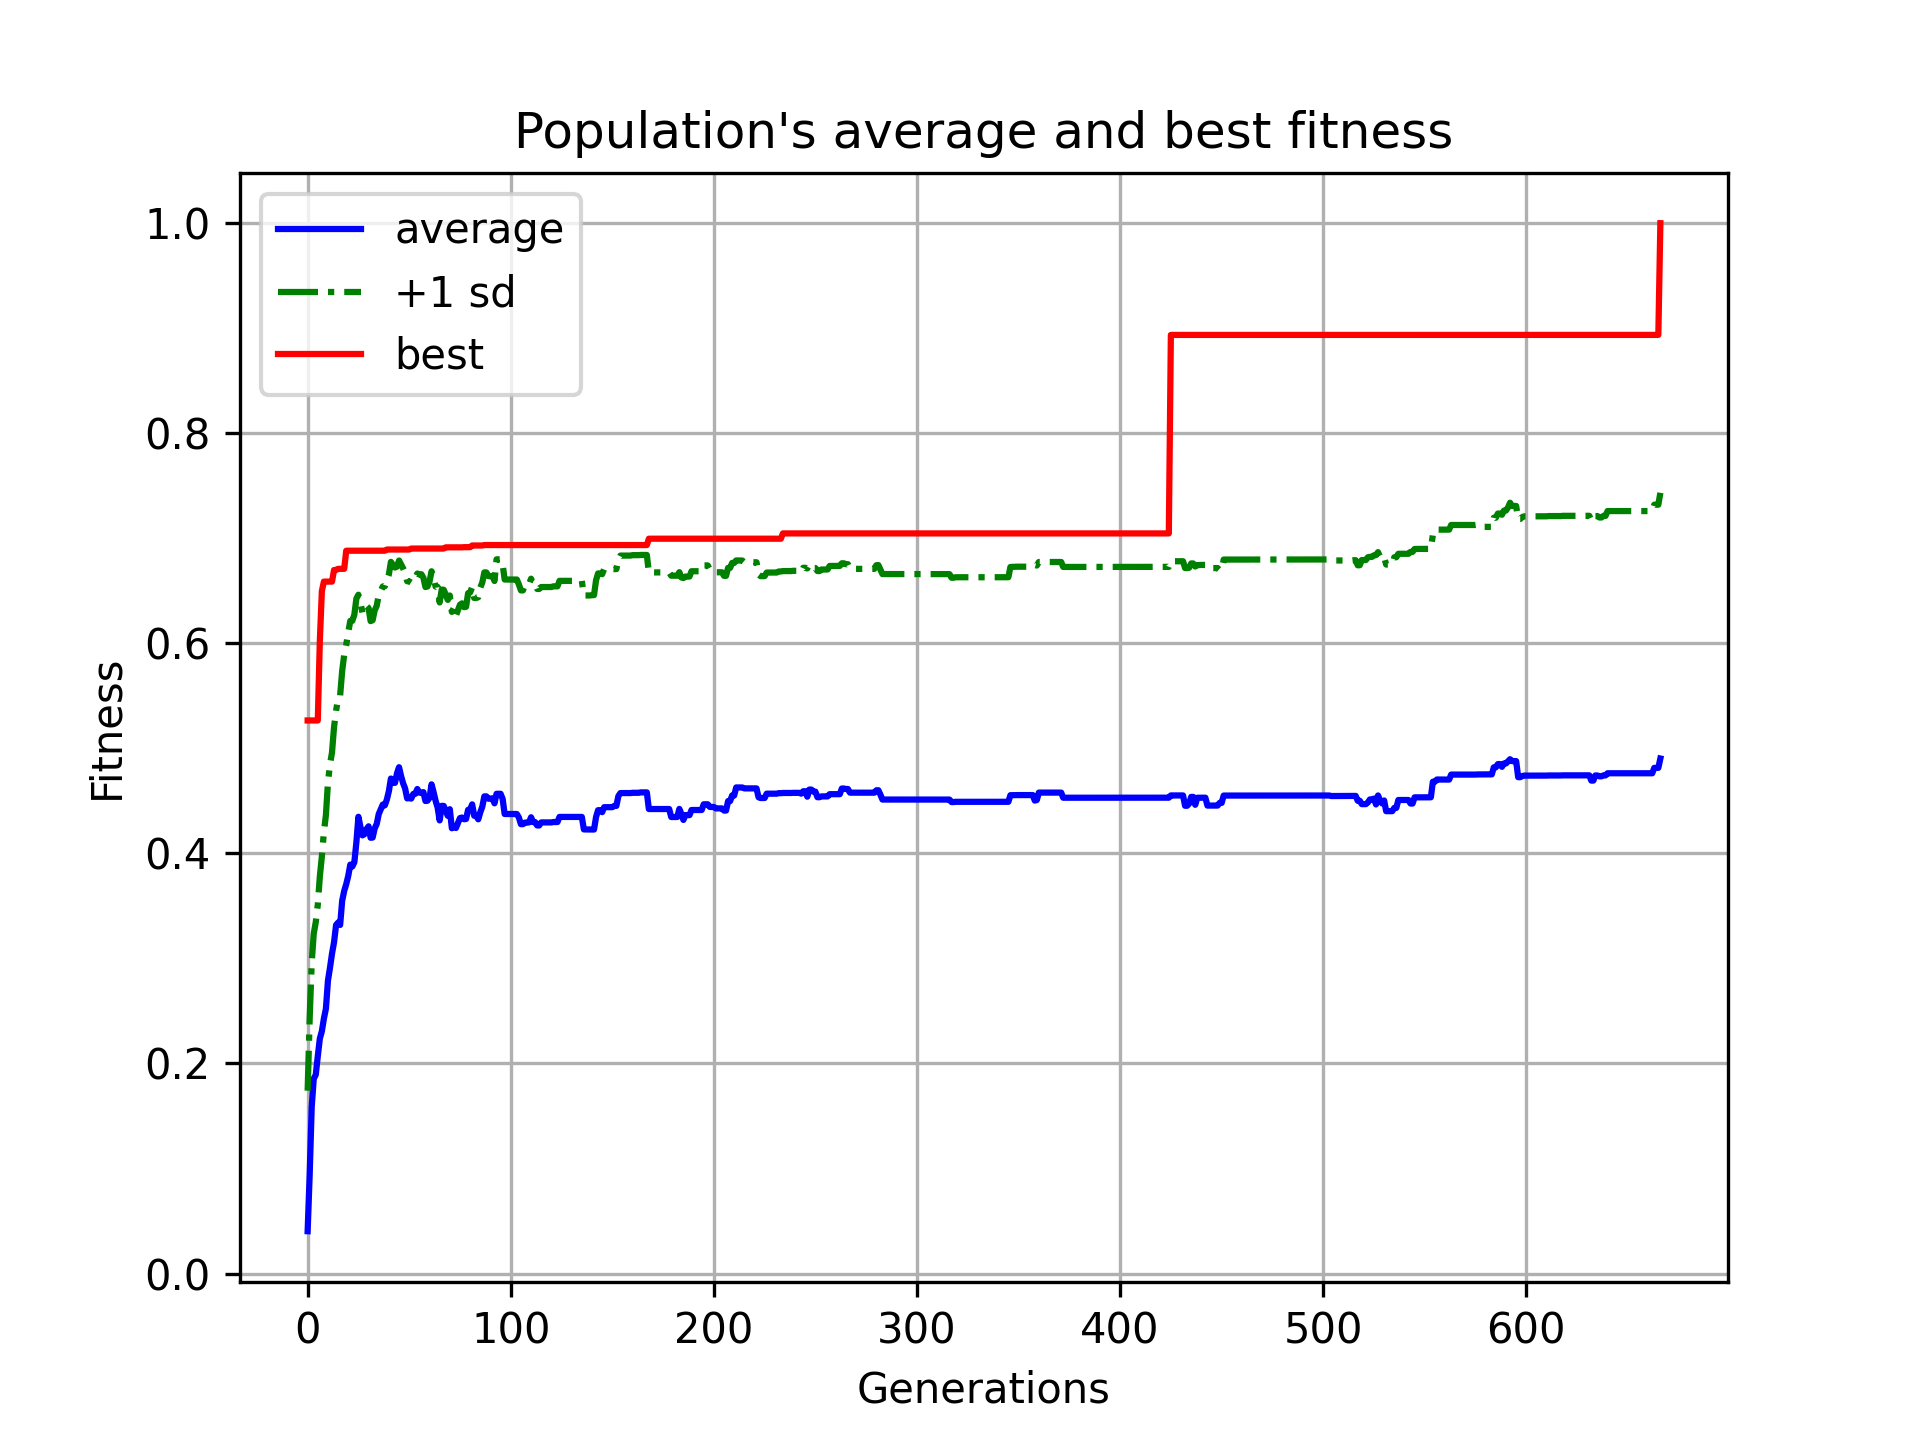 Population's average and best fitness
average
+1 sd
best
Fitness
1.0
0.8
0.6
0.4
0.2
0.0
0 100 200 300 400 500 600
Generations